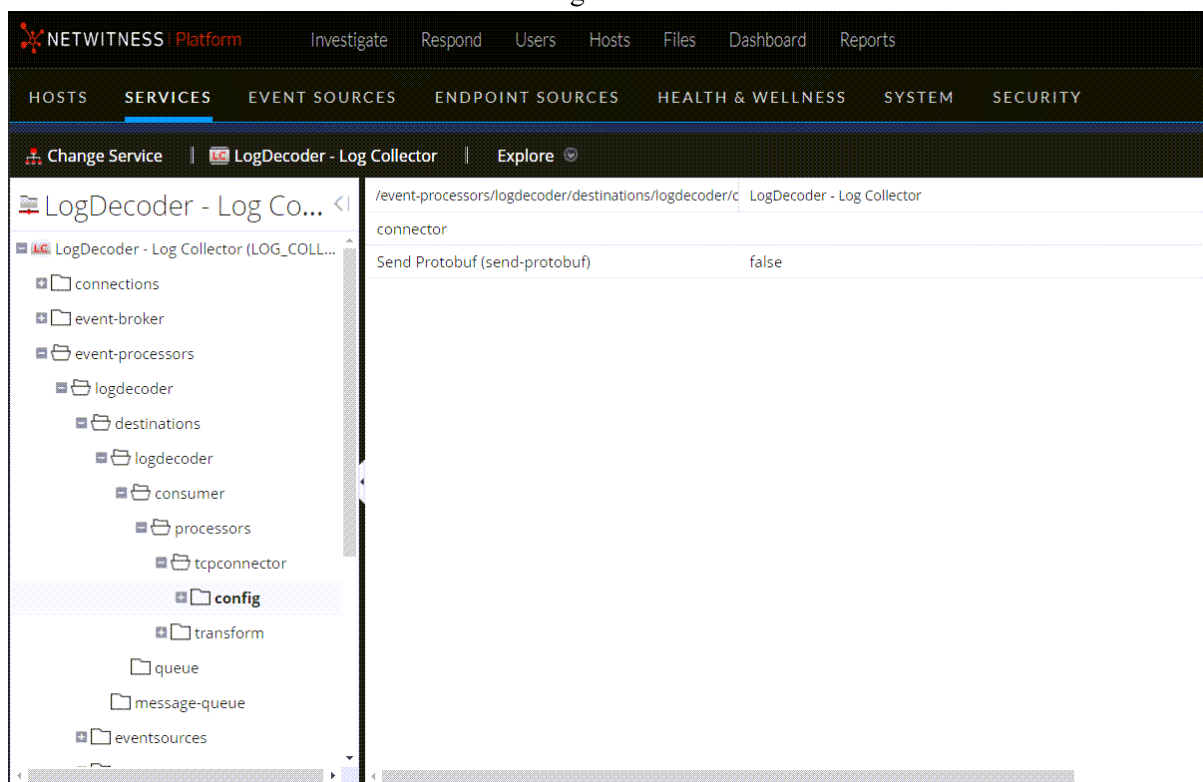 NETWITNESS Platform Investigate Respond Users Hosts Files Dashboard Reports
HOSTS SERVICES EVENT SOURCES ENDPOINT SOURCES HEALTH & WELLNESS SYSTEM SECURITY
Change Service LC LogDecoder - Log Collector Explore
LogDecoder - Log Co...
LC LogDecoder - Log Collector (LOG_COLL...
connections
event-broker
event-processors
logdecoder
destinations
logdecoder
consumer
processors
tcpconnector
config
transform
queue
message-queue
eventsources
/event-processors/logdecoder/destinations/logdecoder/c LogDecoder - Log Collector
connector
Send Protobuf (send-protobuf) false